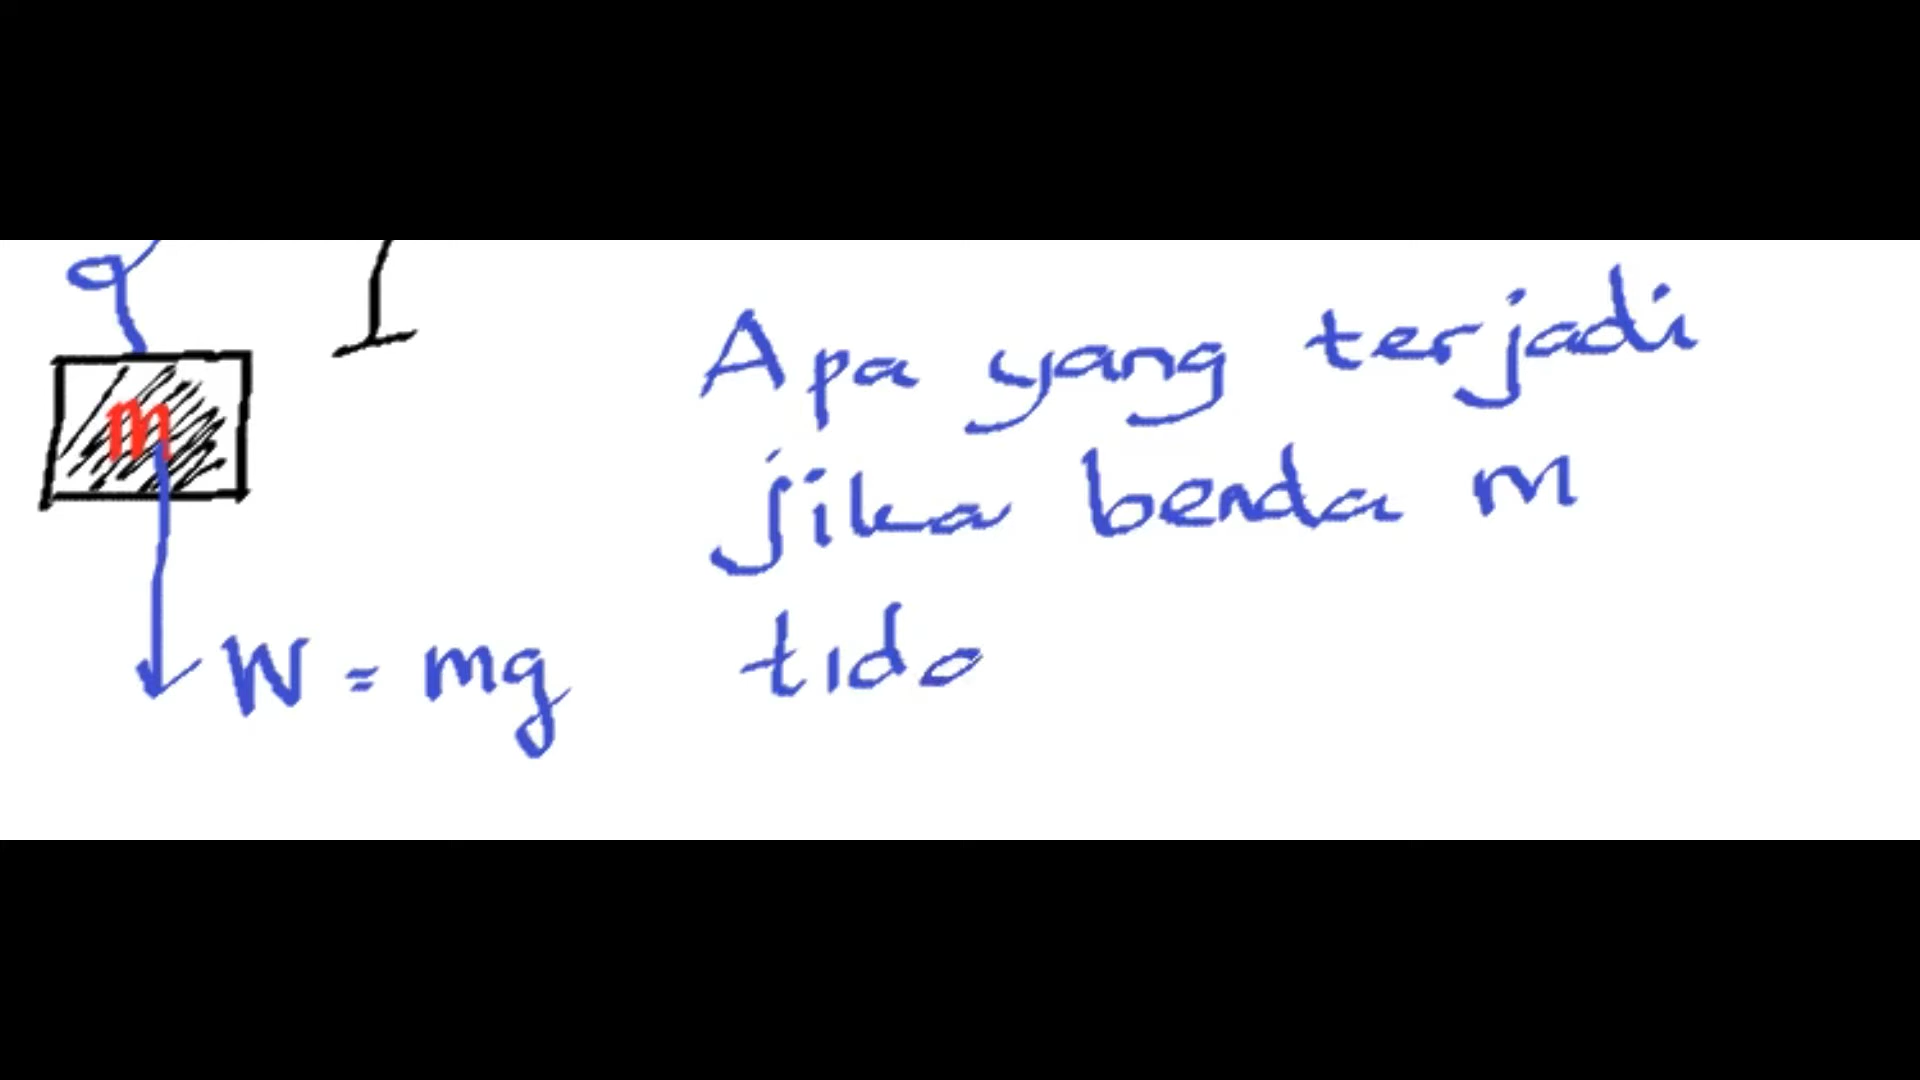 m
W = mg
Apa yang terjadi
jika benda m
tido